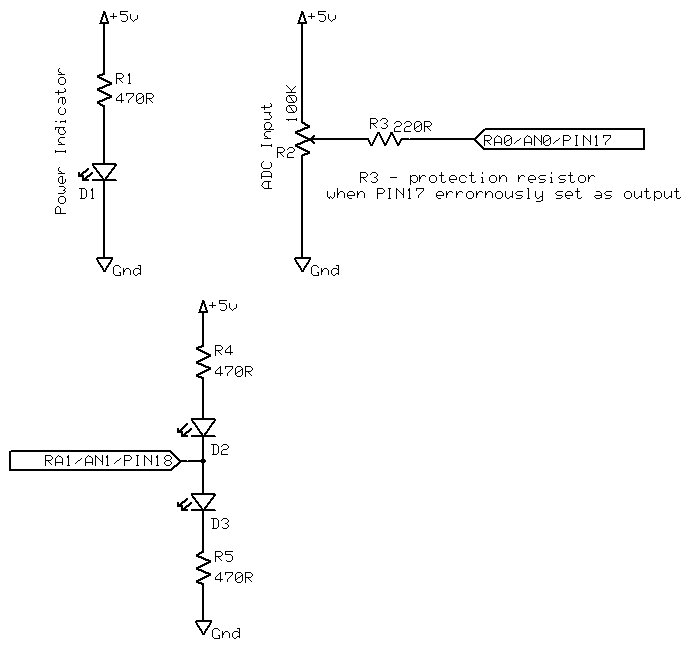 +5v
R1
470R
Power Indicator
D1
Gnd
+5v
100K
ADC Input
R2
R3 220R
RA0/AN0/PIN17
R3 - protection resistor
when PIN17 errornously set as output
Gnd
+5v
R4
470R
D2
RA1/AN1/PIN18
D3
R5
470R
Gnd